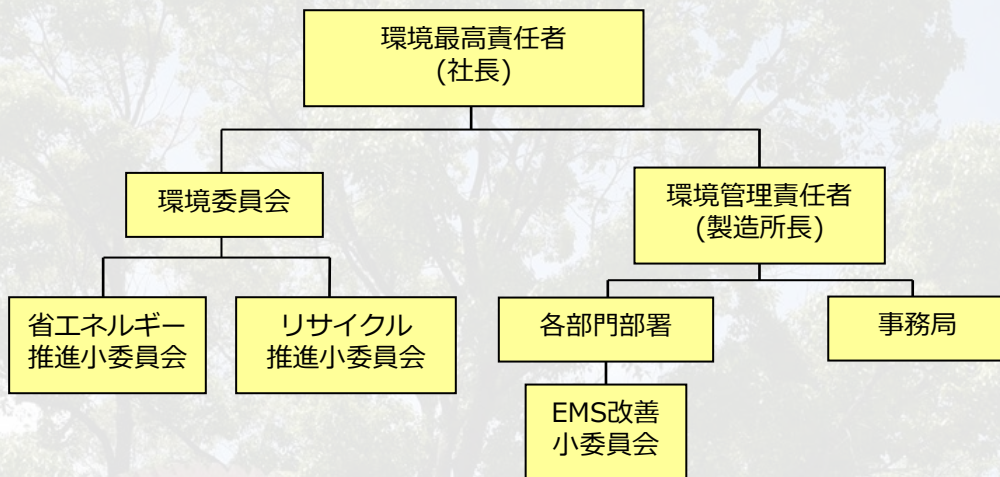 環境最高責任者
(社長)
環境委員会
環境管理責任者
(製造所長)
省エネルギー
推進小委員会
リサイクル
推進小委員会
各部門部署
事務局
EMS改善
小委員会